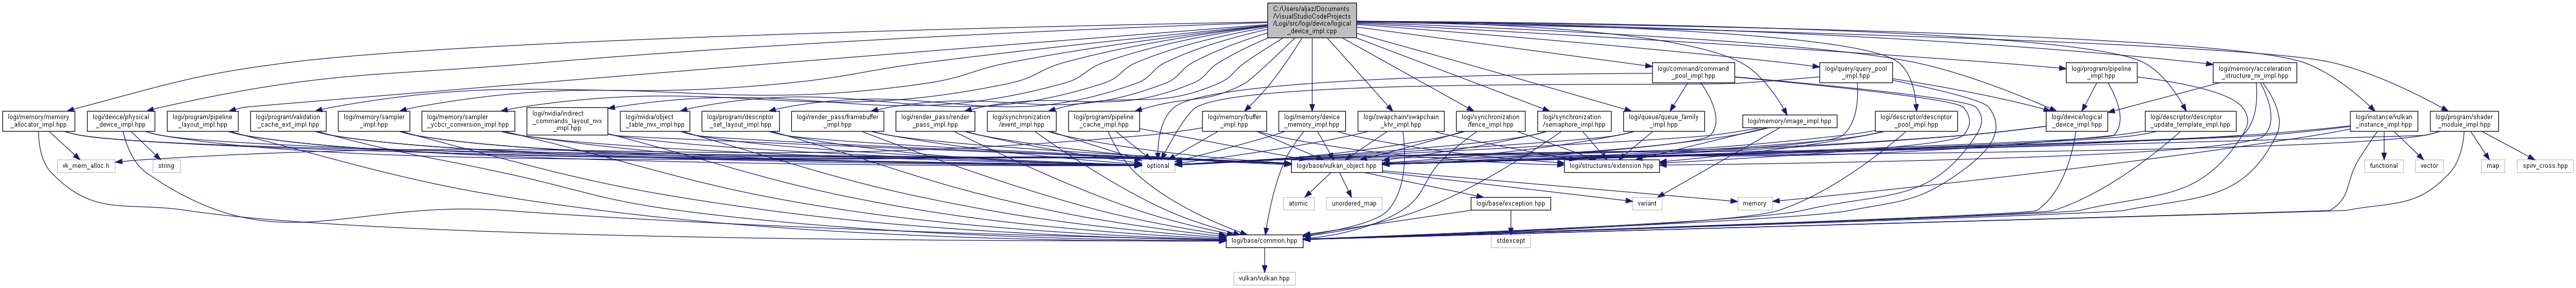 C:/Users/aljaz/Documents
/VisualStudioCodeProjects
/Logi/src/logi/device/logical
_device_impl.cpp
logi/command/command
_pool_impl.hpp
logi/query/query_pool
_impl.hpp
logi/program/pipeline
_impl.hpp
logi/memory/acceleration
_structure_nv_impl.hpp
logi/memory/memory
_allocator_impl.hpp
logi/device/physical
_device_impl.hpp
logi/program/pipeline
_layout_impl.hpp
logi/program/validation
_cache_ext_impl.hpp
logi/memory/sampler
_impl.hpp
logi/memory/sampler
_ycbcr_conversion_impl.hpp
logi/nvidia/indirect
_commands_layout_nvx
_impl.hpp
logi/nvidia/object
_table_nvx_impl.hpp
logi/program/descriptor
_set_layout_impl.hpp
logi/render_pass/framebuffer
_impl.hpp
logi/render_pass/render
_pass_impl.hpp
logi/synchronization
/event_impl.hpp
logi/program/pipeline
_cache_impl.hpp
logi/memory/buffer
_impl.hpp
logi/memory/device
_memory_impl.hpp
logi/swapchain/swapchain
_khr_impl.hpp
logi/synchronization
/fence_impl.hpp
logi/synchronization
/semaphore_impl.hpp
logi/queue/queue_family
_impl.hpp
logi/memory/image_impl.hpp
logi/descriptor/descriptor
_pool_impl.hpp
logi/device/logical
_device_impl.hpp
logi/descriptor/descriptor
_update_template_impl.hpp
logi/instance/vulkan
_instance_impl.hpp
logi/program/shader
_module_impl.hpp
vk_mem_alloc.h
string
optional
logi/base/vulkan_object.hpp
logi/structures/extension.hpp
functional
vector
map
spirv_cross.hpp
atomic
unordered_map
logi/base/exception.hpp
variant
memory
logi/base/common.hpp
stdexcept
vulkan/vulkan.hpp